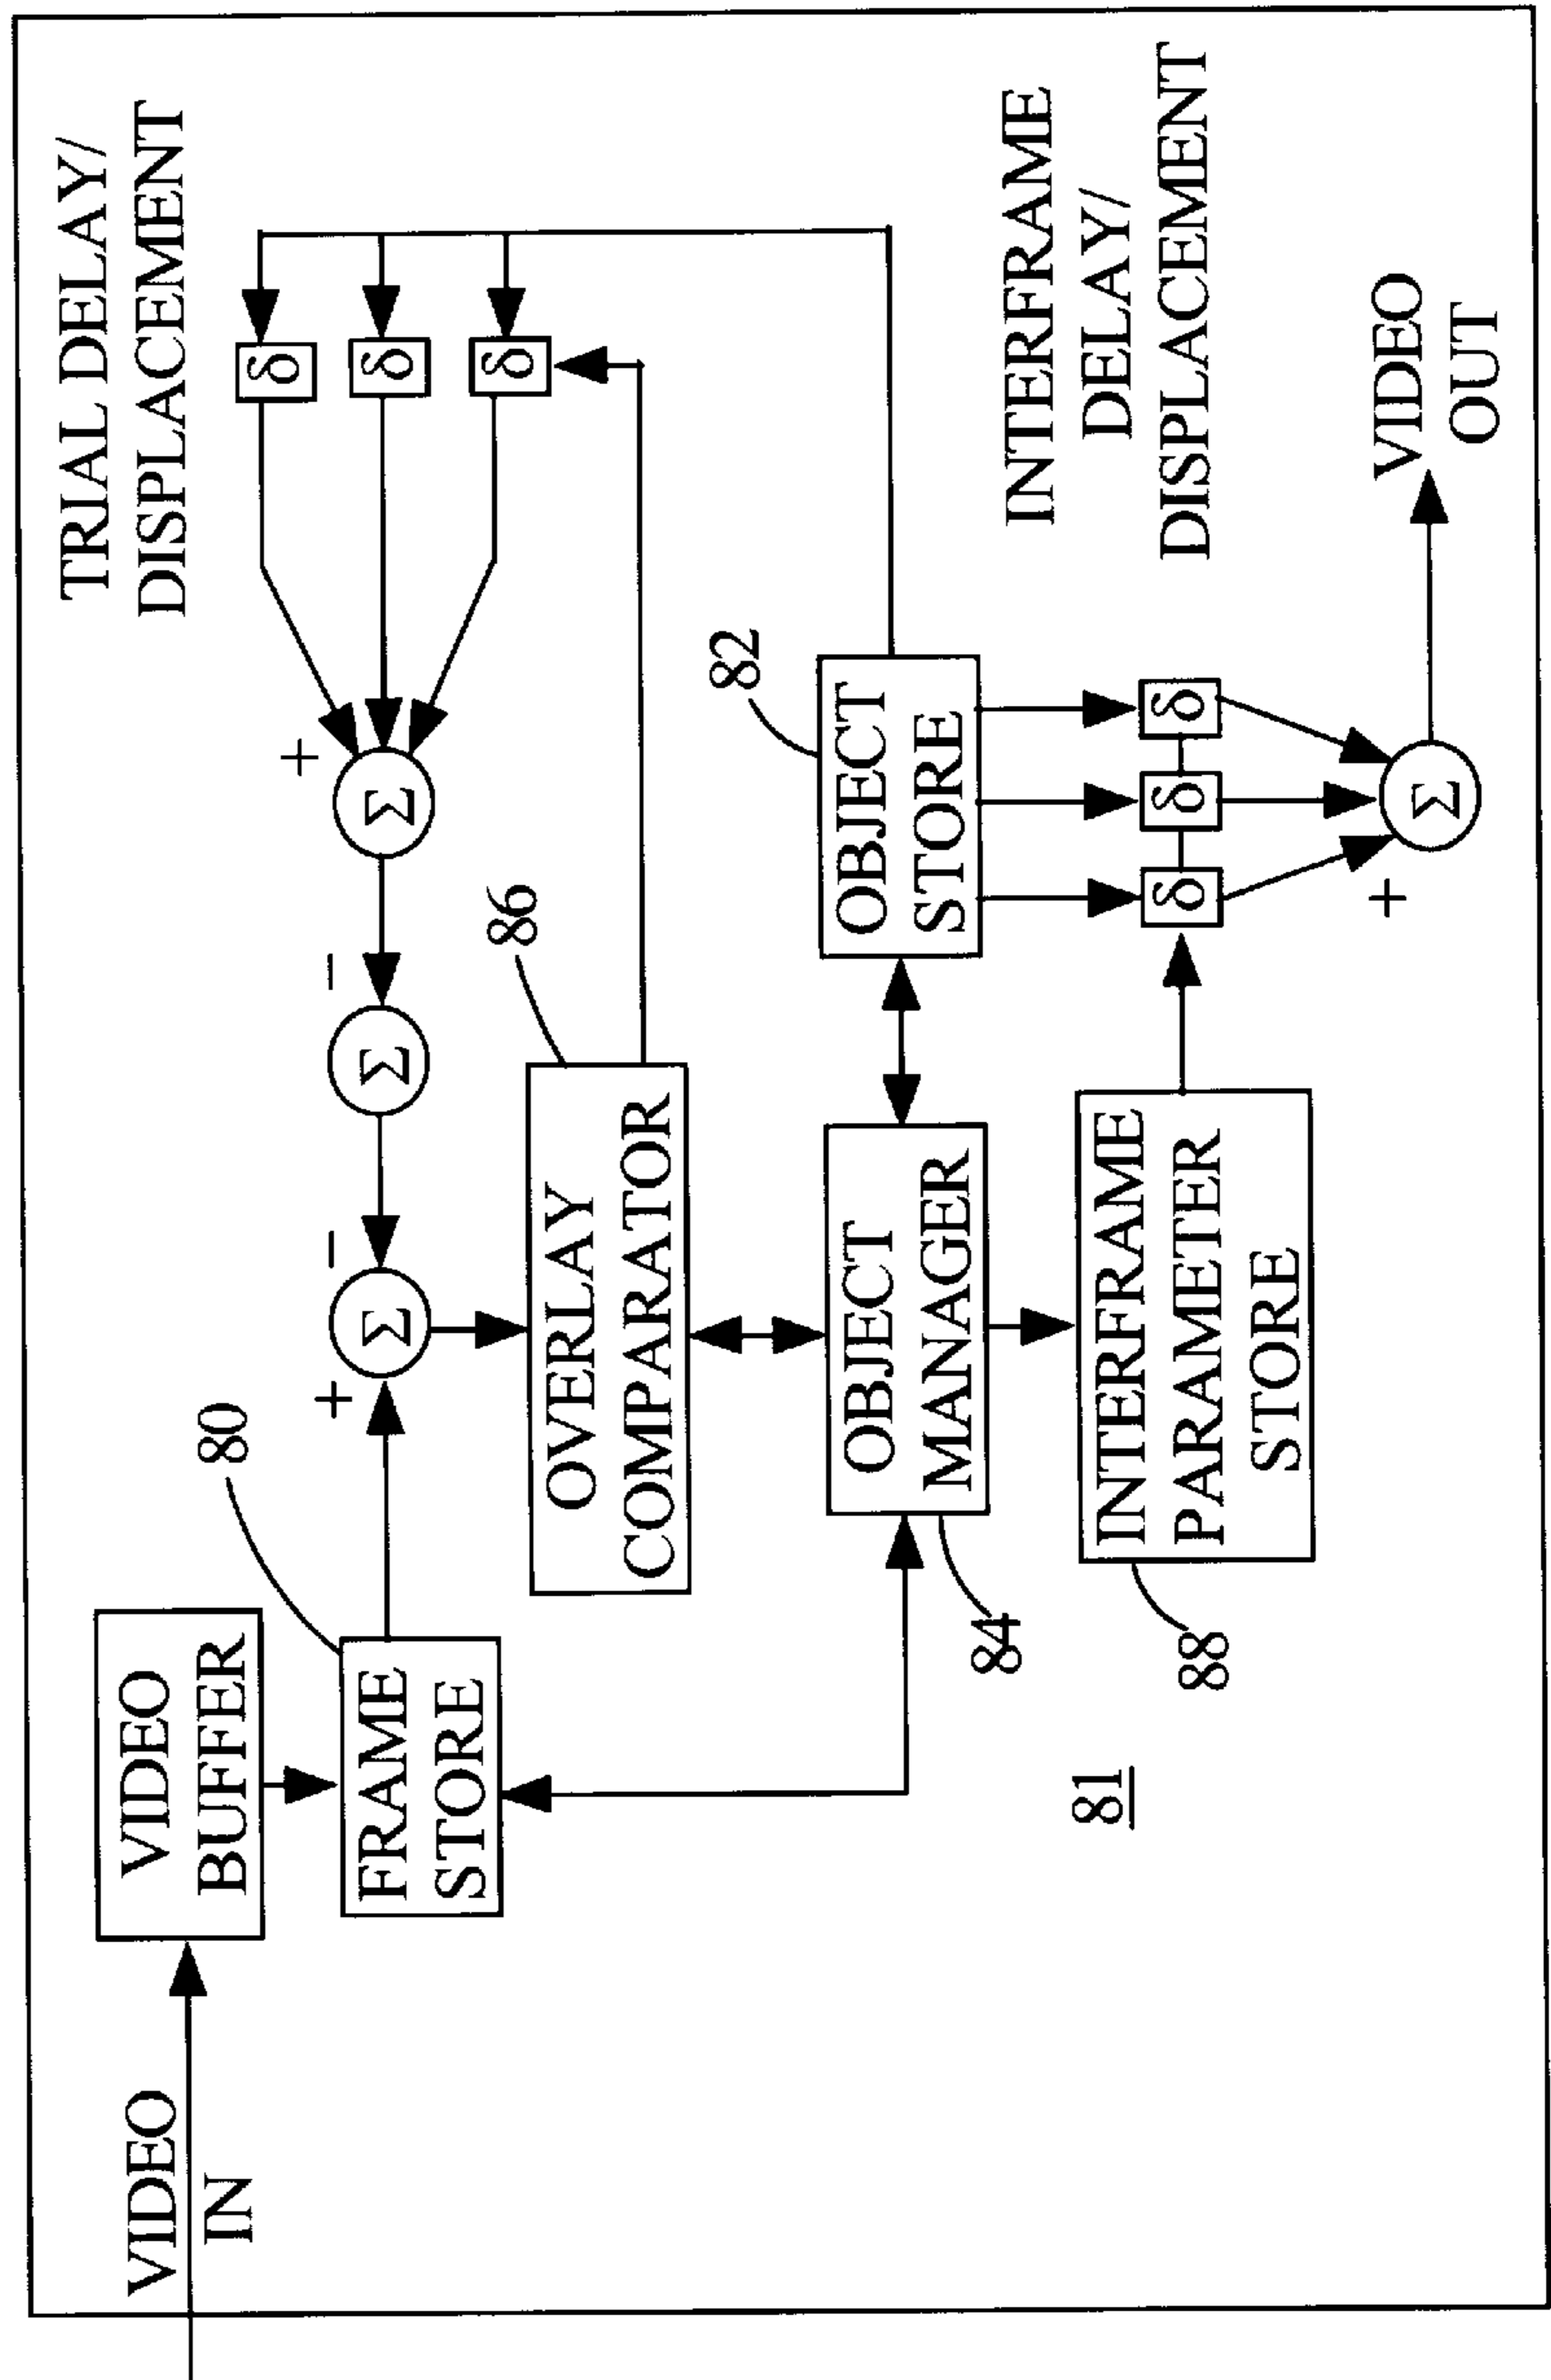 TRIAL DELAY/
DISPLACEMENT
δ
δ
δ
+
Σ
−
Σ
−
Σ
+
80
86
VIDEO
BUFFER
VIDEO
IN
FRAME
STORE
OVERLAY
COMPARATOR
82
OBJECT
STORE
OBJECT
MANAGER
84
INTERFRAME
PARAMETER
STORE
88
81
δ
δ
δ
+
Σ
INTERFRAME
DELAY/
DISPLACEMENT
VIDEO
OUT